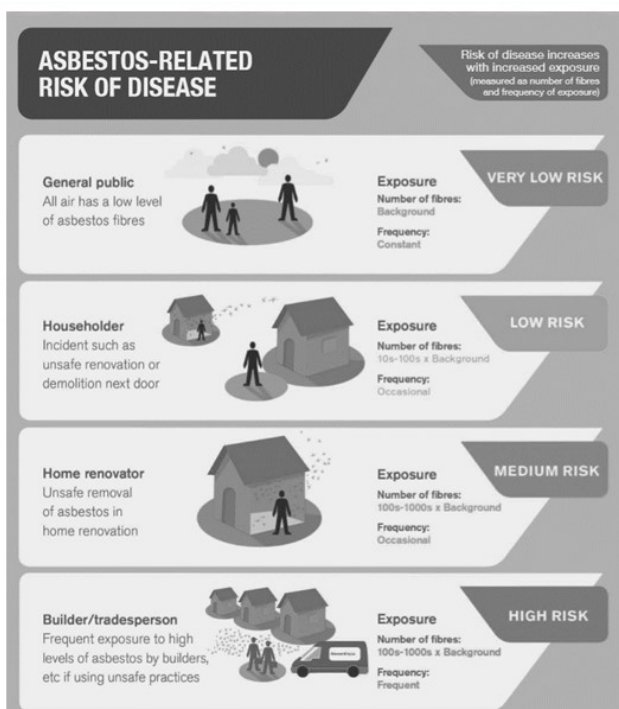 ASBESTOS-RELATED
RISK OF DISEASE
Risk of disease increases
with increased exposure
(measured as number of fibres
and frequency of exposure)
General public
All air has a low level
of asbestos fibres
Exposure
Number of fibres:
Background
Frequency:
Constant
VERY LOW RISK
Householder
Incident such as
unsafe renovation or
demolition next door
Exposure
Number of fibres:
10s-100s x Background
Frequency:
Occasional
LOW RISK
Home renovator
Unsafe removal
of asbestos in
home renovation
Exposure
Number of fibres:
100s-1000s x Background
Frequency:
Occasional
MEDIUM RISK
Builder/tradesperson
Frequent exposure to high
levels of asbestos by builders,
etc if using unsafe practices
Exposure
Number of fibres:
100s-1000s x Background
Frequency:
Frequent
HIGH RISK